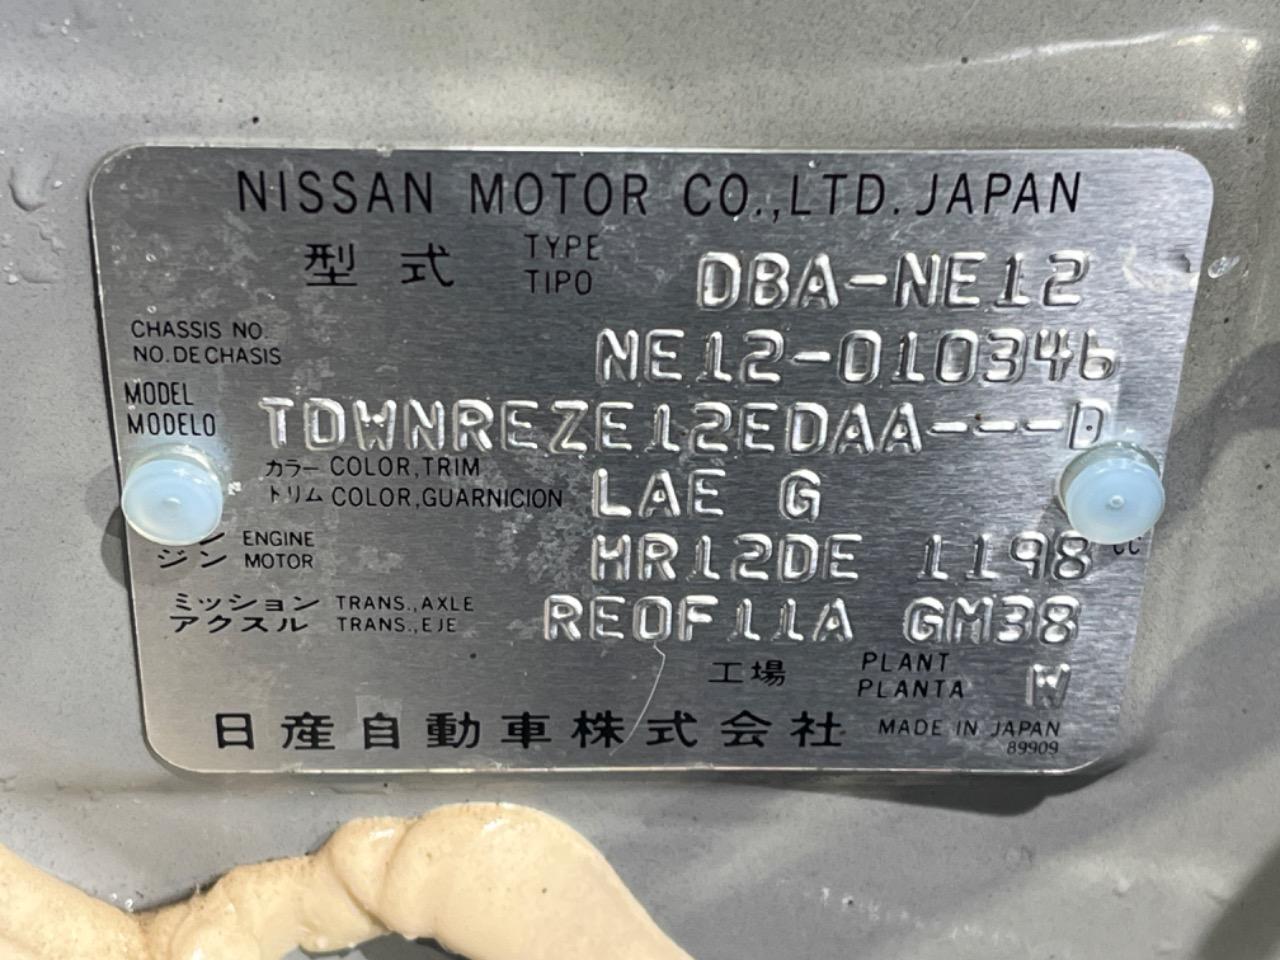 NISSAN MOTOR CO.,LTD. JAPAN
型式 TYPE TIPO DBA-NE12
CHASSIS NO.
NO. DE CHASIS NE12-010346
MODEL
MODELO TDWNREZE12EDAA---D
カラー COLOR,TRIM
トリム COLOR,GUARNICION LAE G
ン ENGINE
ジン MOTOR HR12DE 1198 CC
ミッション TRANS.,AXLE
アクスル TRANS.,EJE RE0F11A GM38
工場 PLANT PLANTA W
日産自動車株式会社 MADE IN JAPAN
89909